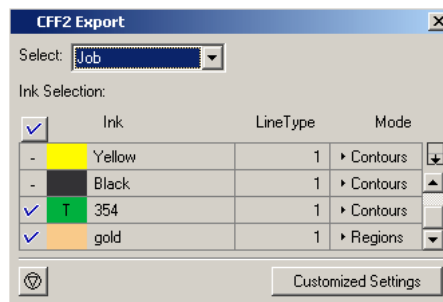 CFF2 Export
Select: Job
Ink Selection:
Ink LineType Mode
- Yellow 1 Contours
- Black 1 Contours
T 354 1 Contours
gold 1 Regions
Customized Settings